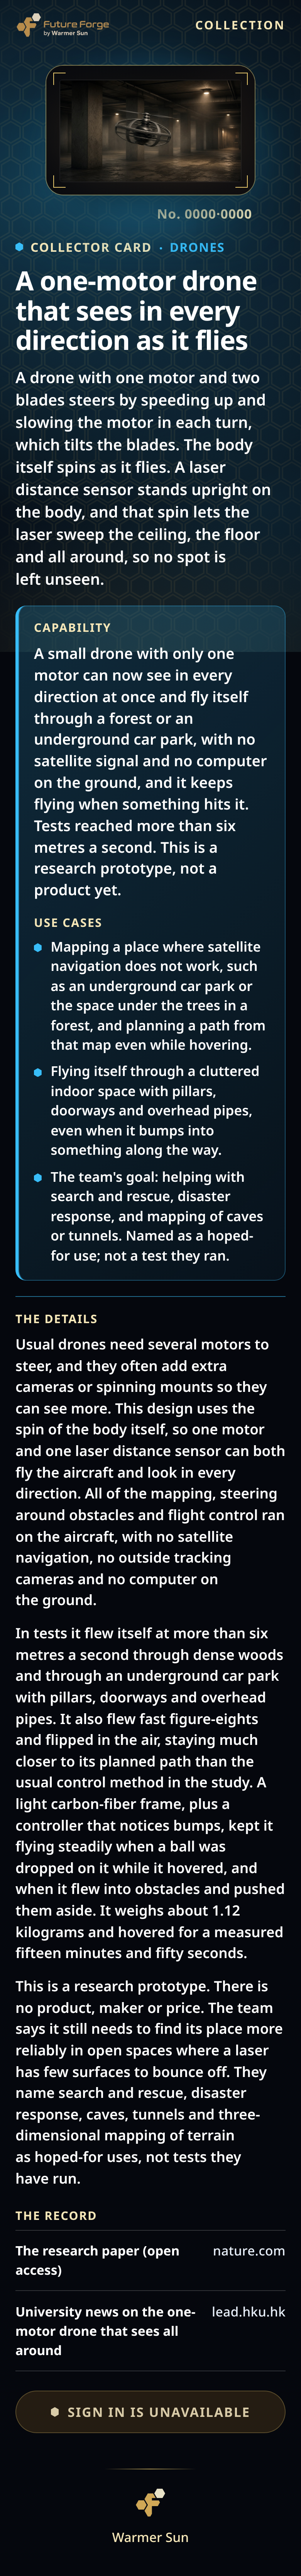 Future Forge
by Warmer Sun
COLLECTION
No. 0000·0000
COLLECTOR CARD · DRONES
A one-motor drone
that sees in every
direction as it flies
A drone with one motor and two
blades steers by speeding up and
slowing the motor in each turn,
which tilts the blades. The body
itself spins as it flies. A laser
distance sensor stands upright on
the body, and that spin lets the
laser sweep the ceiling, the floor
and all around, so no spot is
left unseen.
CAPABILITY
A small drone with only one
motor can now see in every
direction at once and fly itself
through a forest or an
underground car park, with no
satellite signal and no computer
on the ground, and it keeps
flying when something hits it.
Tests reached more than six
metres a second. This is a
research prototype, not a
product yet.
USE CASES
Mapping a place where satellite
navigation does not work, such
as an underground car park or
the space under the trees in a
forest, and planning a path from
that map even while hovering.
Flying itself through a cluttered
indoor space with pillars,
doorways and overhead pipes,
even when it bumps into
something along the way.
The team's goal: helping with
search and rescue, disaster
response, and mapping of caves
or tunnels. Named as a hoped-
for use; not a test they ran.
THE DETAILS
Usual drones need several motors to
steer, and they often add extra
cameras or spinning mounts so they
can see more. This design uses the
spin of the body itself, so one motor
and one laser distance sensor can both
fly the aircraft and look in every
direction. All of the mapping, steering
around obstacles and flight control ran
on the aircraft, with no satellite
navigation, no outside tracking
cameras and no computer on
the ground.
In tests it flew itself at more than six
metres a second through dense woods
and through an underground car park
with pillars, doorways and overhead
pipes. It also flew fast figure-eights
and flipped in the air, staying much
closer to its planned path than the
usual control method in the study. A
light carbon-fiber frame, plus a
controller that notices bumps, kept it
flying steadily when a ball was
dropped on it while it hovered, and
when it flew into obstacles and pushed
them aside. It weighs about 1.12
kilograms and hovered for a measured
fifteen minutes and fifty seconds.
This is a research prototype. There is
no product, maker or price. The team
says it still needs to find its place more
reliably in open spaces where a laser
has few surfaces to bounce off. They
name search and rescue, disaster
response, caves, tunnels and three-
dimensional mapping of terrain
as hoped-for uses, not tests they
have run.
THE RECORD
The research paper (open
access)
nature.com
University news on the one-
motor drone that sees all
around
lead.hku.hk
SIGN IN IS UNAVAILABLE
Warmer Sun